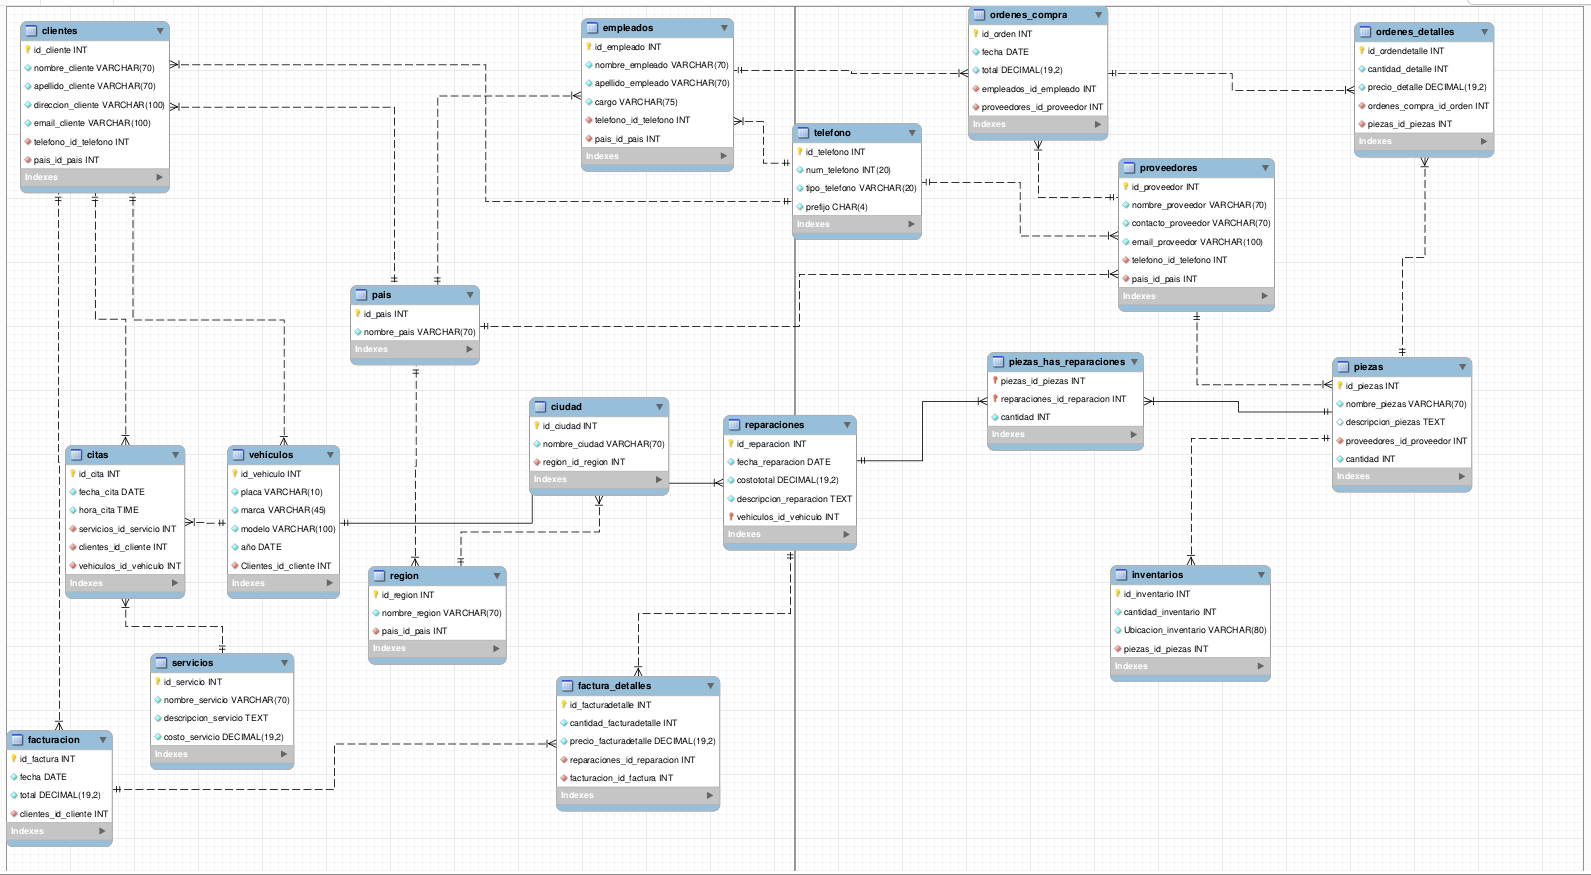 clientes
id_cliente INT
nombre_cliente VARCHAR(70)
apellido_cliente VARCHAR(70)
direccion_cliente VARCHAR(100)
email_cliente VARCHAR(100)
telefono_id_telefono INT
pais_id_pais INT
Indexes
empleados
id_empleado INT
nombre_empleado VARCHAR(70)
apellido_empleado VARCHAR(70)
cargo VARCHAR(75)
telefono_id_telefono INT
pais_id_pais INT
Indexes
ordenes_compra
id_orden INT
fecha DATE
total DECIMAL(19,2)
empleados_id_empleado INT
proveedores_id_proveedor INT
Indexes
ordenes_detalles
id_ordendetalle INT
cantidad_detalle INT
precio_detalle DECIMAL(19,2)
ordenes_compra_id_orden INT
piezas_id_piezas INT
Indexes
telefono
id_telefono INT
num_telefono INT(20)
tipo_telefono VARCHAR(20)
prefijo CHAR(4)
Indexes
proveedores
id_proveedor INT
nombre_proveedor VARCHAR(70)
contacto_proveedor VARCHAR(70)
email_proveedor VARCHAR(100)
telefono_id_telefono INT
pais_id_pais INT
Indexes
pais
id_pais INT
nombre_pais VARCHAR(70)
Indexes
piezas_has_reparaciones
piezas_id_piezas INT
reparaciones_id_reparacion INT
cantidad INT
Indexes
piezas
id_piezas INT
nombre_piezas VARCHAR(70)
descripcion_piezas TEXT
proveedores_id_proveedor INT
cantidad INT
Indexes
ciudad
id_ciudad INT
nombre_ciudad VARCHAR(70)
region_id_region INT
Indexes
reparaciones
id_reparacion INT
fecha_reparacion DATE
costototal DECIMAL(19,2)
descripcion_reparacion TEXT
vehiculos_id_vehiculo INT
Indexes
citas
id_cita INT
fecha_cita DATE
hora_cita TIME
servicios_id_servicio INT
clientes_id_cliente INT
vehiculos_id_vehiculo INT
Indexes
vehiculos
id_vehiculo INT
placa VARCHAR(10)
marca VARCHAR(45)
modelo VARCHAR(100)
año DATE
Clientes_id_cliente INT
Indexes
region
id_region INT
nombre_region VARCHAR(70)
pais_id_pais INT
Indexes
inventarios
id_inventario INT
cantidad_inventario INT
Ubicacion_inventario VARCHAR(80)
piezas_id_piezas INT
Indexes
servicios
id_servicio INT
nombre_servicio VARCHAR(70)
descripcion_servicio TEXT
costo_servicio DECIMAL(19,2)
Indexes
factura_detalles
id_facturadetalle INT
cantidad_facturadetalle INT
precio_facturadetalle DECIMAL(19,2)
reparaciones_id_reparacion INT
facturacion_id_factura INT
Indexes
facturacion
id_factura INT
fecha DATE
total DECIMAL(19,2)
clientes_id_cliente INT
Indexes